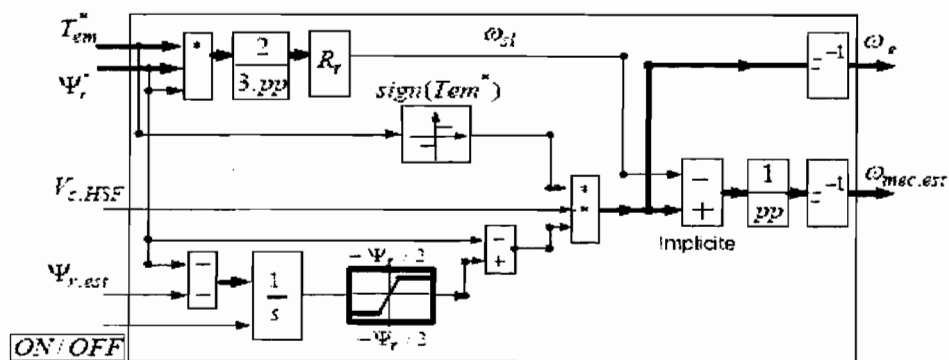 T*em
ωsl
ωe
* 2/3.pp Rr
z⁻¹
Ψ*r
sign(Tem*)
Vc.HSF
*
*
−
+
1/pp
z⁻¹
ωmec.est
−
+
Implicite
Ψr.est
−
−
1/s
−Ψr/2
−Ψr/2
ON/OFF